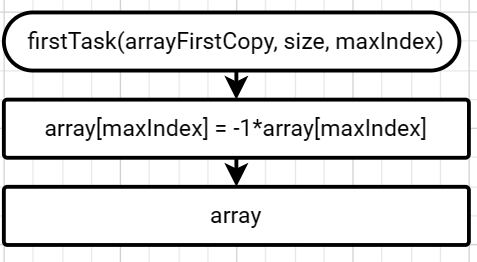 firstTask(arrayFirstCopy, size, maxIndex)
array[maxIndex] = -1*array[maxIndex]
array